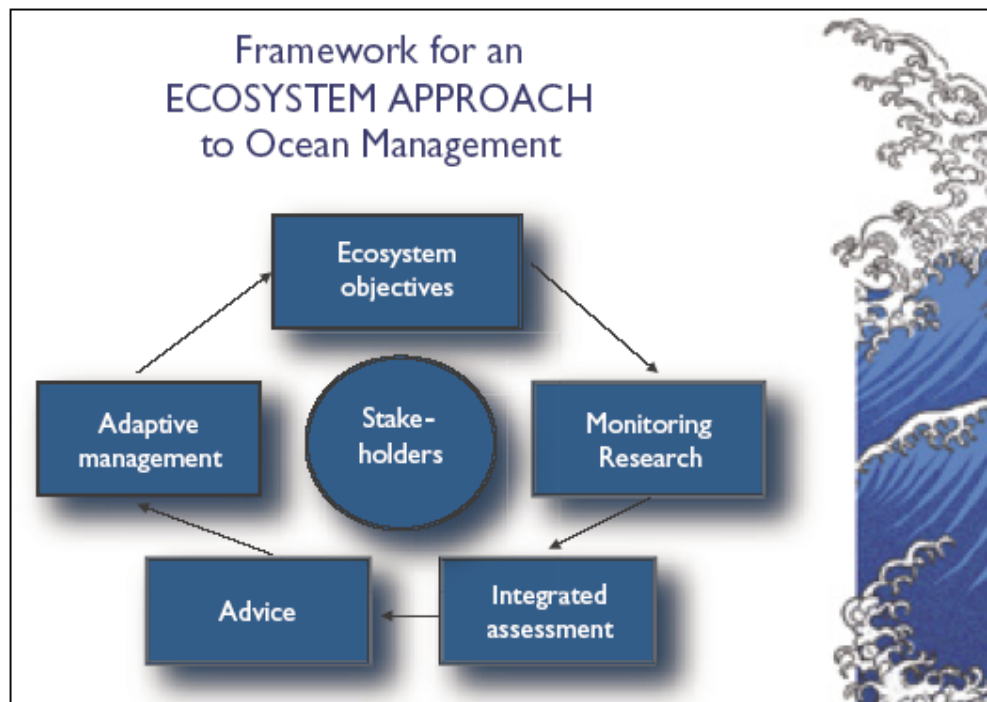 Framework for an
ECOSYSTEM APPROACH
to Ocean Management
Ecosystem
objectives
Adaptive
management
Stake-
holders
Monitoring
Research
Advice
Integrated
assessment